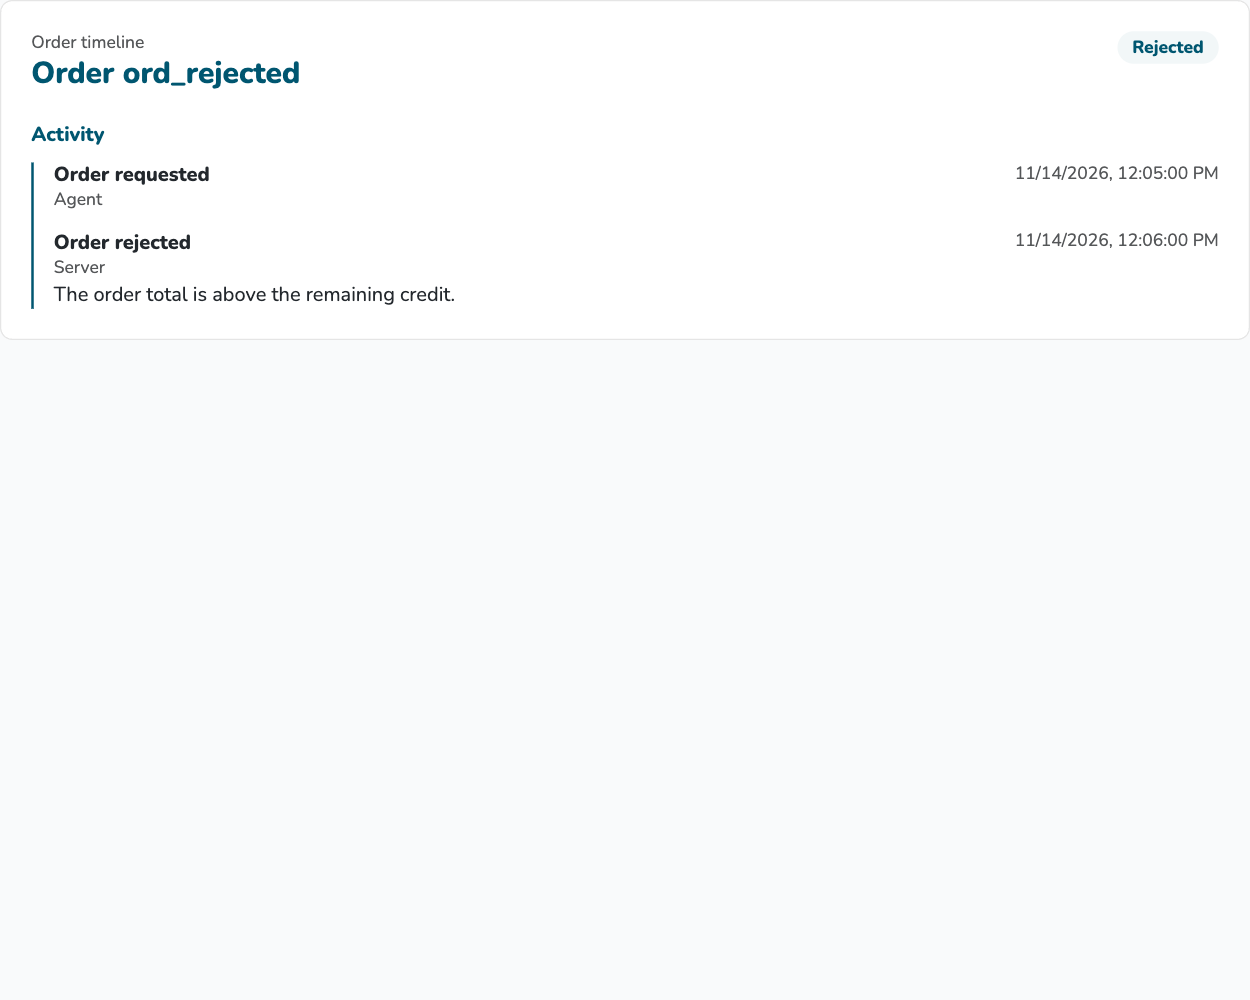 Order timeline
Rejected
Order ord_rejected
Activity
Order requested
11/14/2026, 12:05:00 PM
Agent
Order rejected
11/14/2026, 12:06:00 PM
Server
The order total is above the remaining credit.